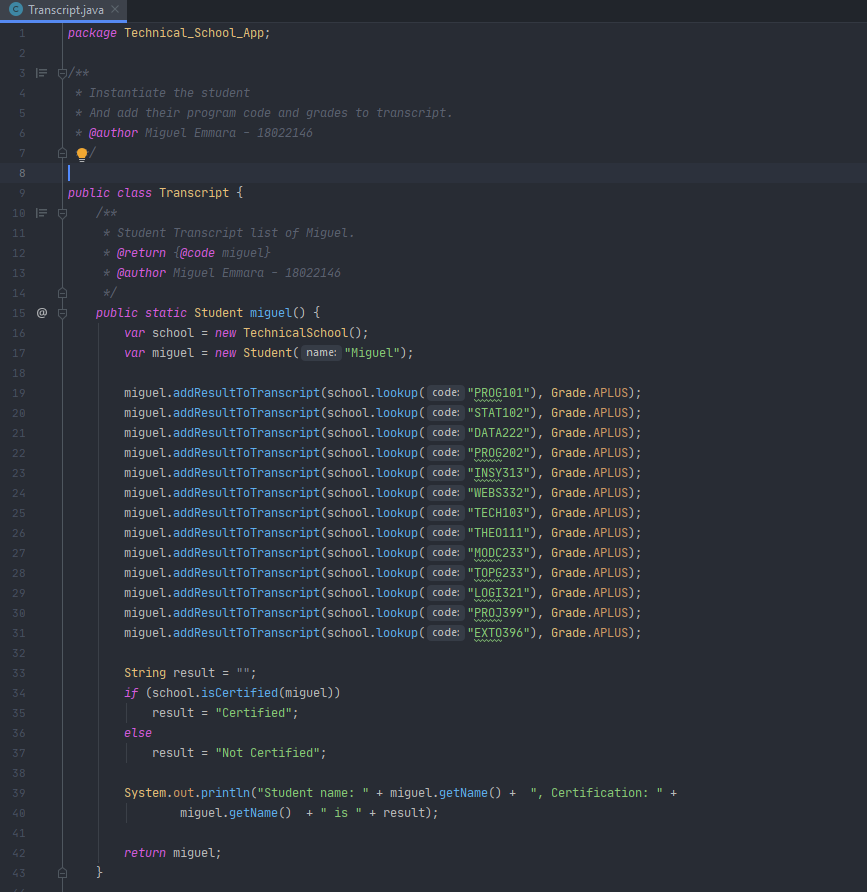 Transcript.java
1 package Technical_School_App;
2
3 /**
4 * Instantiate the student
5 * And add their program code and grades to transcript.
6 * @author Miguel Emmara - 18022146
7 */
8
9 public class Transcript {
10 /**
11 * Student Transcript list of Miguel.
12 * @return {@code miguel}
13 * @author Miguel Emmara - 18022146
14 */
15 @ public static Student miguel() {
16 var school = new TechnicalSchool();
17 var miguel = new Student( name: "Miguel");
18
19 miguel.addResultToTranscript(school.lookup( code: "PROG101"), Grade.APLUS);
20 miguel.addResultToTranscript(school.lookup( code: "STAT102"), Grade.APLUS);
21 miguel.addResultToTranscript(school.lookup( code: "DATA222"), Grade.APLUS);
22 miguel.addResultToTranscript(school.lookup( code: "PROG202"), Grade.APLUS);
23 miguel.addResultToTranscript(school.lookup( code: "INSY313"), Grade.APLUS);
24 miguel.addResultToTranscript(school.lookup( code: "WEBS332"), Grade.APLUS);
25 miguel.addResultToTranscript(school.lookup( code: "TECH103"), Grade.APLUS);
26 miguel.addResultToTranscript(school.lookup( code: "THEO111"), Grade.APLUS);
27 miguel.addResultToTranscript(school.lookup( code: "MODC233"), Grade.APLUS);
28 miguel.addResultToTranscript(school.lookup( code: "TOPG233"), Grade.APLUS);
29 miguel.addResultToTranscript(school.lookup( code: "LOGI321"), Grade.APLUS);
30 miguel.addResultToTranscript(school.lookup( code: "PROJ399"), Grade.APLUS);
31 miguel.addResultToTranscript(school.lookup( code: "EXTO396"), Grade.APLUS);
32
33 String result = "";
34 if (school.isCertified(miguel))
35 result = "Certified";
36 else
37 result = "Not Certified";
38
39 System.out.println("Student name: " + miguel.getName() + ", Certification: " +
40 miguel.getName() + " is " + result);
41
42 return miguel;
43 }